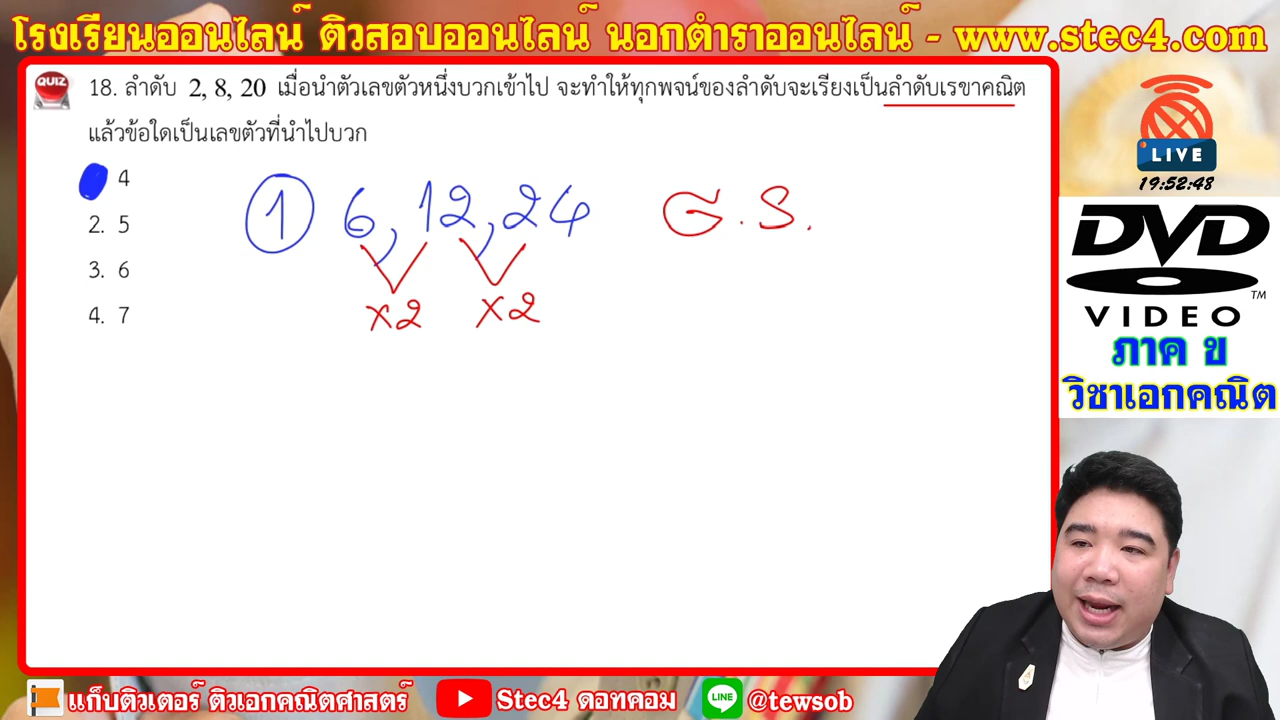 โรงเรียนออนไลน์ ติวสอบออนไลน์ นอกตำราออนไลน์ - www.stec4.com
QUIZ
18. ลำดับ 2, 8, 20 เมื่อนำตัวเลขตัวหนึ่งบวกเข้าไป จะทำให้ทุกพจน์ของลำดับจะเรียงเป็นลำดับเรขาคณิต
แล้วข้อใดเป็นเลขตัวที่นำไปบวก
4
2. 5
3. 6
4. 7
1 6, 12, 24 G.S.
×2 ×2
LIVE
19:52:48
DVD
VIDEO TM
ภาค ข
วิชาเอกคณิต
แก๊บติวเตอร์ ติวเอกคณิตศาสตร์ Stec4 ดอทคอม LINE @tewsob